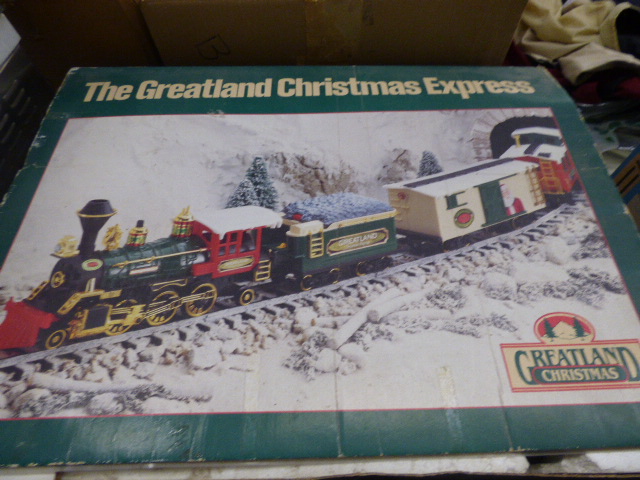 The Greatland Christmas Express
GREATLAND
GREATLAND
CHRISTMAS